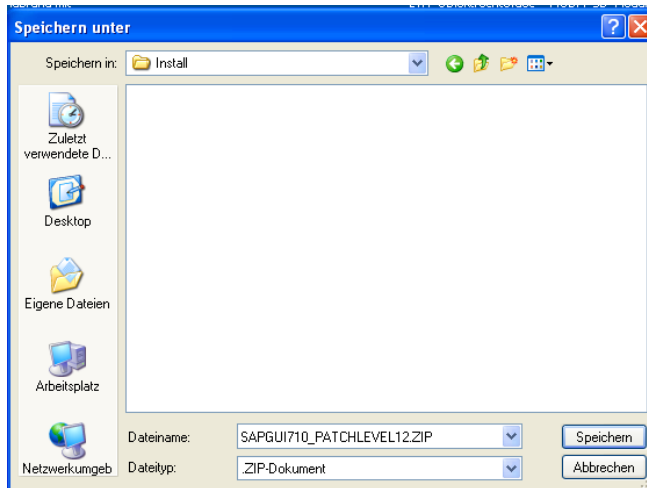 Speichern unter
Speichern in:
Install
Zuletzt
verwendete D...
Desktop
Eigene Dateien
Arbeitsplatz
Netzwerkumgeb
Dateiname:
SAPGUI710_PATCHLEVEL12.ZIP
Speichern
Dateityp:
.ZIP-Dokument
Abbrechen